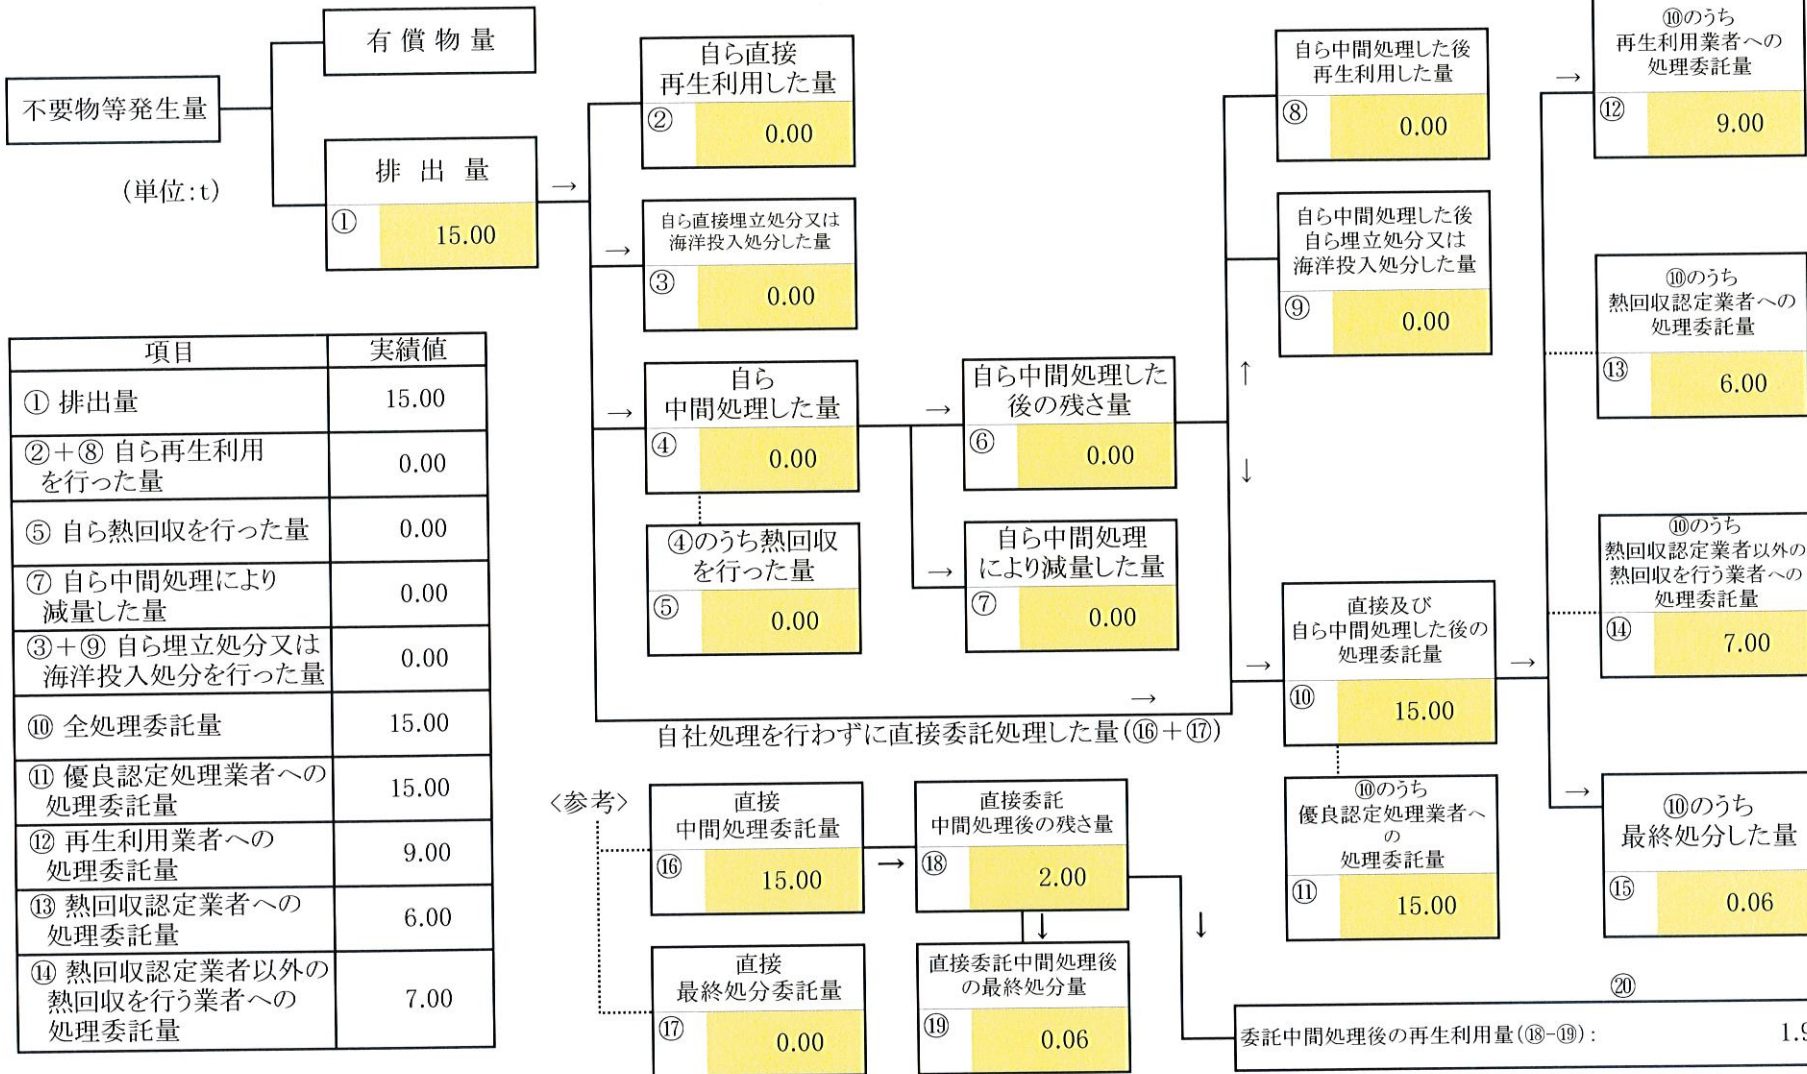 不要物等発生量
有 償 物 量
(単位:t)
排 出 量
① 15.00
→
自ら直接
再生利用した量
② 0.00
→
自ら直接埋立処分又は
海洋投入処分した量
③ 0.00
→
自ら
中間処理した量
④ 0.00
④のうち熱回収
を行った量
⑤ 0.00
→
自ら中間処理した
後の残さ量
⑥ 0.00
→
自ら中間処理
により減量した量
⑦ 0.00
↑
↓
自ら中間処理した後
再生利用した量
⑧ 0.00
自ら中間処理した後
自ら埋立処分又は
海洋投入処分した量
⑨ 0.00
→
自社処理を行わずに直接委託処理した量(⑯+⑰)
→
直接及び
自ら中間処理した後の
処理委託量
⑩ 15.00
⑩のうち
優良認定処理業者へ
の
処理委託量
⑪ 15.00
→
→
⑩のうち
再生利用業者への
処理委託量
⑫ 9.00
⑩のうち
熱回収認定業者への
処理委託量
⑬ 6.00
⑩のうち
熱回収認定業者以外の
熱回収を行う業者への
処理委託量
⑭ 7.00
→
⑩のうち
最終処分した量
⑮ 0.06
〈参考〉
直接
中間処理委託量
⑯ 15.00
→
直接委託
中間処理後の残さ量
⑱ 2.00
↓
↓
直接
最終処分委託量
⑰ 0.00
直接委託中間処理後
の最終処分量
⑲ 0.06
⑳
委託中間処理後の再生利用量(⑱-⑲): 1.9
項目 実績値
① 排出量 15.00
②+⑧ 自ら再生利用
を行った量 0.00
⑤ 自ら熱回収を行った量 0.00
⑦ 自ら中間処理により
減量した量 0.00
③+⑨ 自ら埋立処分又は
海洋投入処分を行った量 0.00
⑩ 全処理委託量 15.00
⑪ 優良認定処理業者への
処理委託量 15.00
⑫ 再生利用業者への
処理委託量 9.00
⑬ 熱回収認定業者への
処理委託量 6.00
⑭ 熱回収認定業者以外の
熱回収を行う業者への
処理委託量 7.00